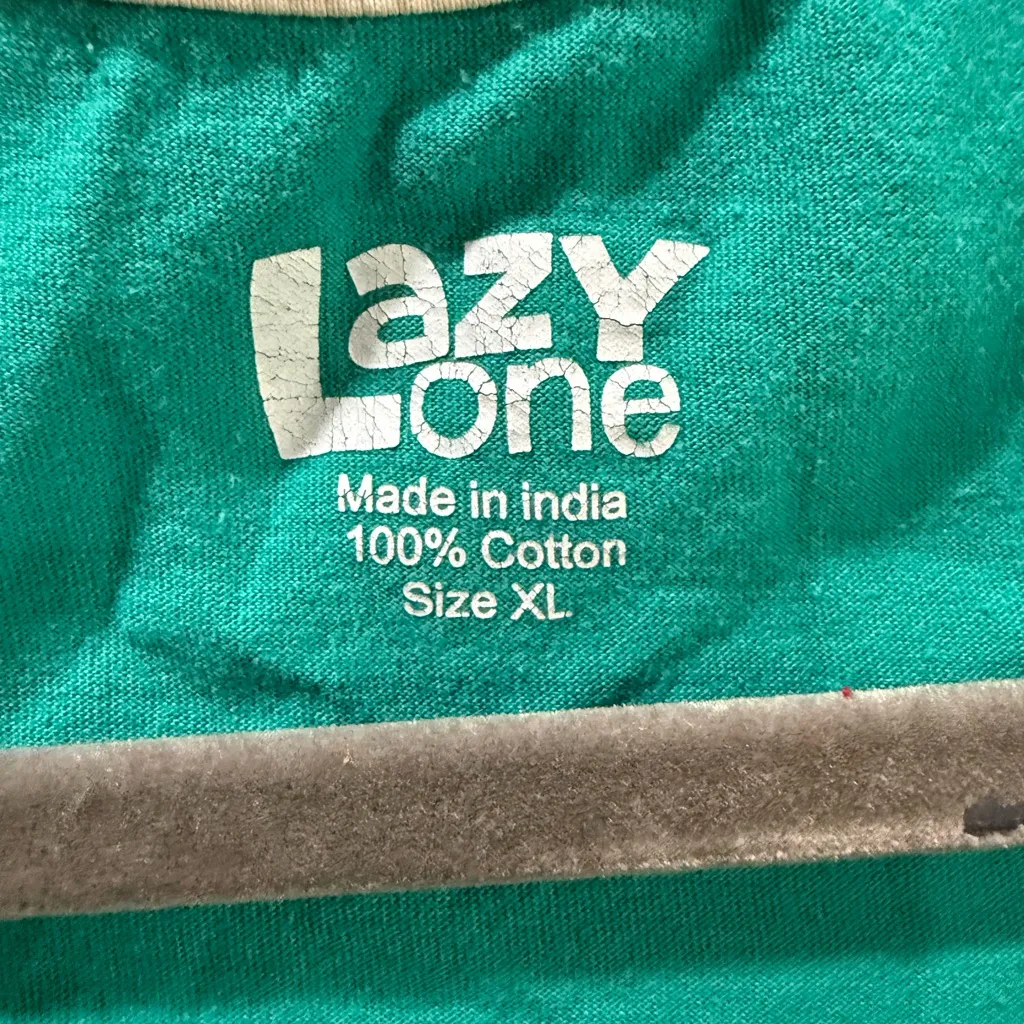 Lazy
one
Made in india
100% Cotton
Size XL